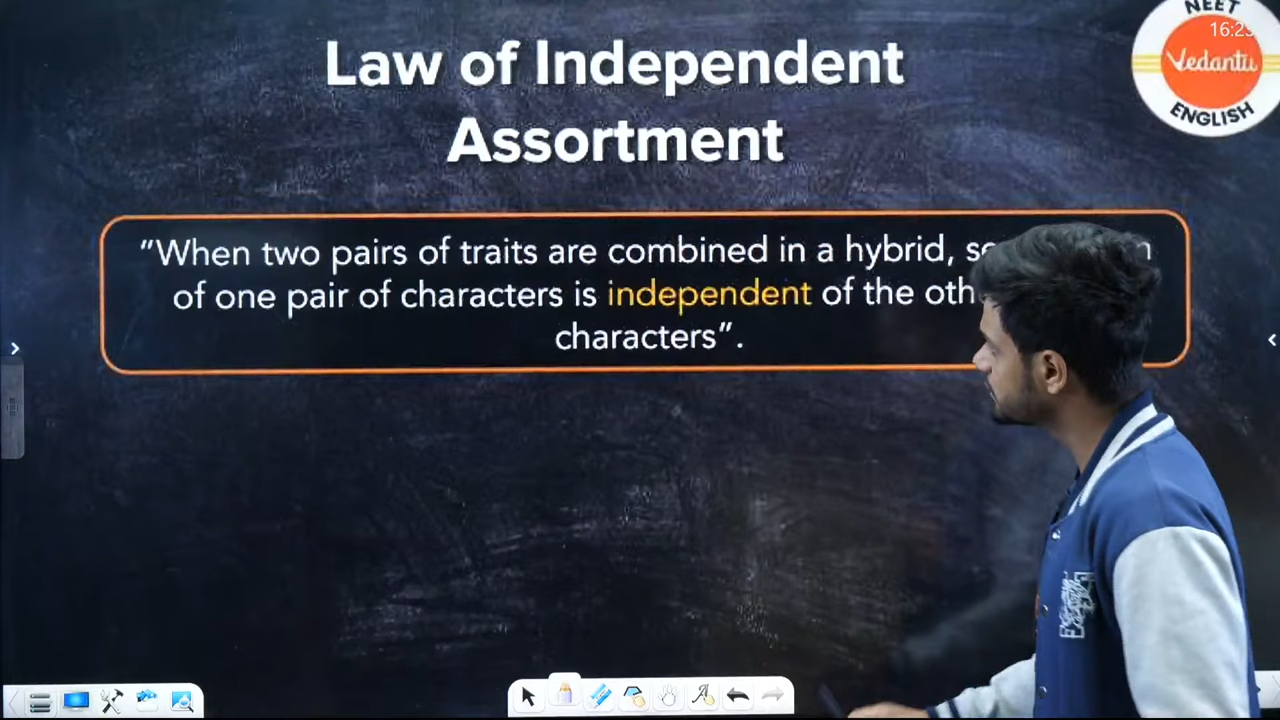 NEET
16:25
Vedantu
ENGLISH
Law of Independent
Assortment
"When two pairs of traits are combined in a hybrid,
of one pair of characters is independent of the
characters".